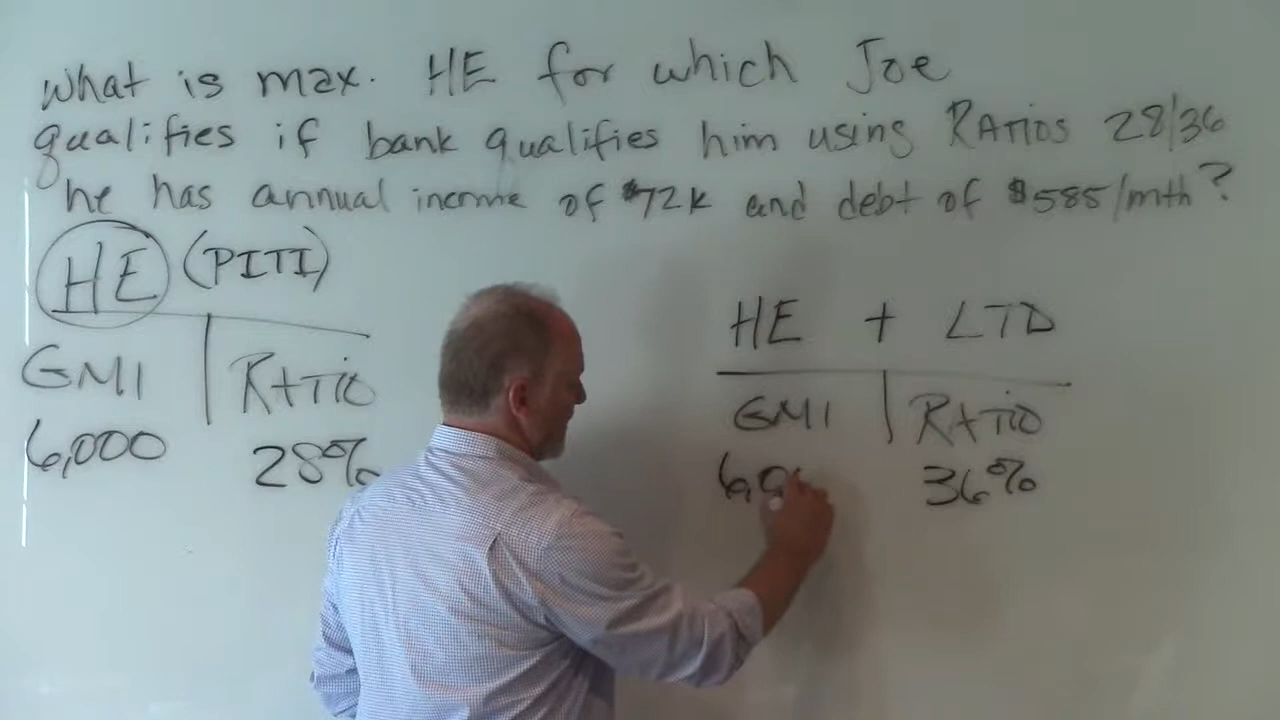 What is max. HE for which Joe
qualifies if bank qualifies him using RATIOS 28/36
he has annual income of $72K and debt of $585/mth?
HE (PITI)
GMI RATIO
6,000 28%
HE + LTD
GMI RATIO
6,0 36%